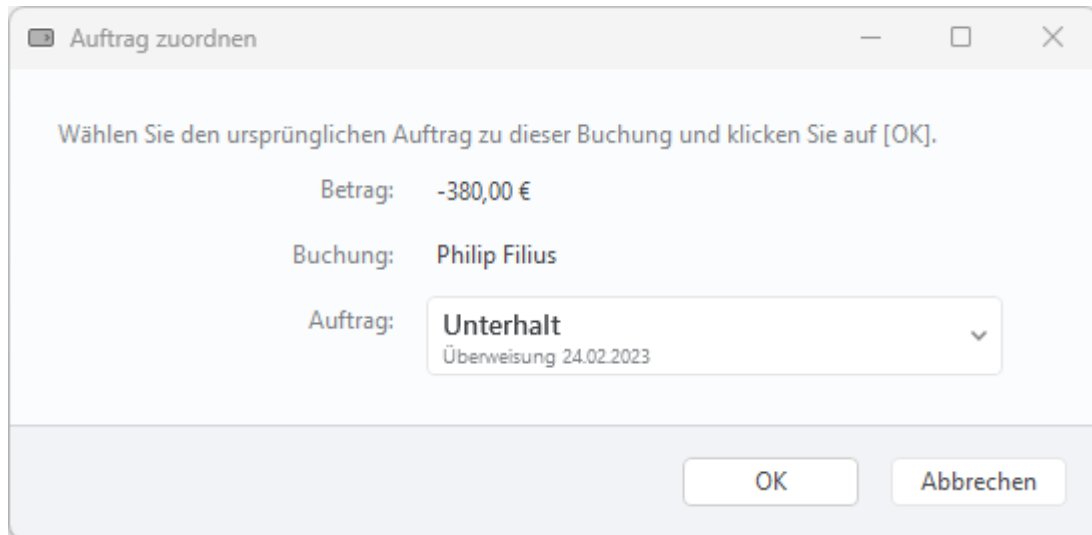 Auftrag zuordnen
Wählen Sie den ursprünglichen Auftrag zu dieser Buchung und klicken Sie auf [OK].
Betrag: -380,00 €
Buchung: Philip Filius
Auftrag: Unterhalt
Überweisung 24.02.2023
OK Abbrechen